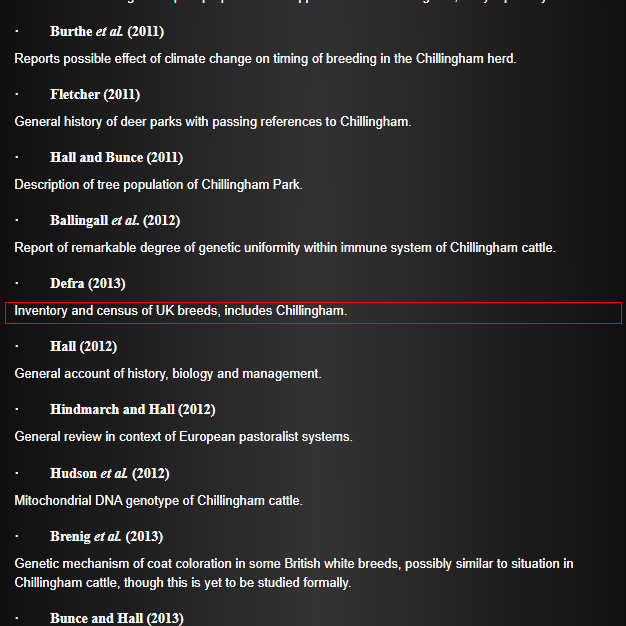 · Burthe et al. (2011)
Reports possible effect of climate change on timing of breeding in the Chillingham herd.
· Fletcher (2011)
General history of deer parks with passing references to Chillingham.
· Hall and Bunce (2011)
Description of tree population of Chillingham Park.
· Ballingall et al. (2012)
Report of remarkable degree of genetic uniformity within immune system of Chillingham cattle.
· Defra (2013)
Inventory and census of UK breeds, includes Chillingham.
· Hall (2012)
General account of history, biology and management.
· Hindmarch and Hall (2012)
General review in context of European pastoralist systems.
· Hudson et al. (2012)
Mitochondrial DNA genotype of Chillingham cattle.
· Brenig et al. (2013)
Genetic mechanism of coat coloration in some British white breeds, possibly similar to situation in
Chillingham cattle, though this is yet to be studied formally.
· Bunce and Hall (2013)